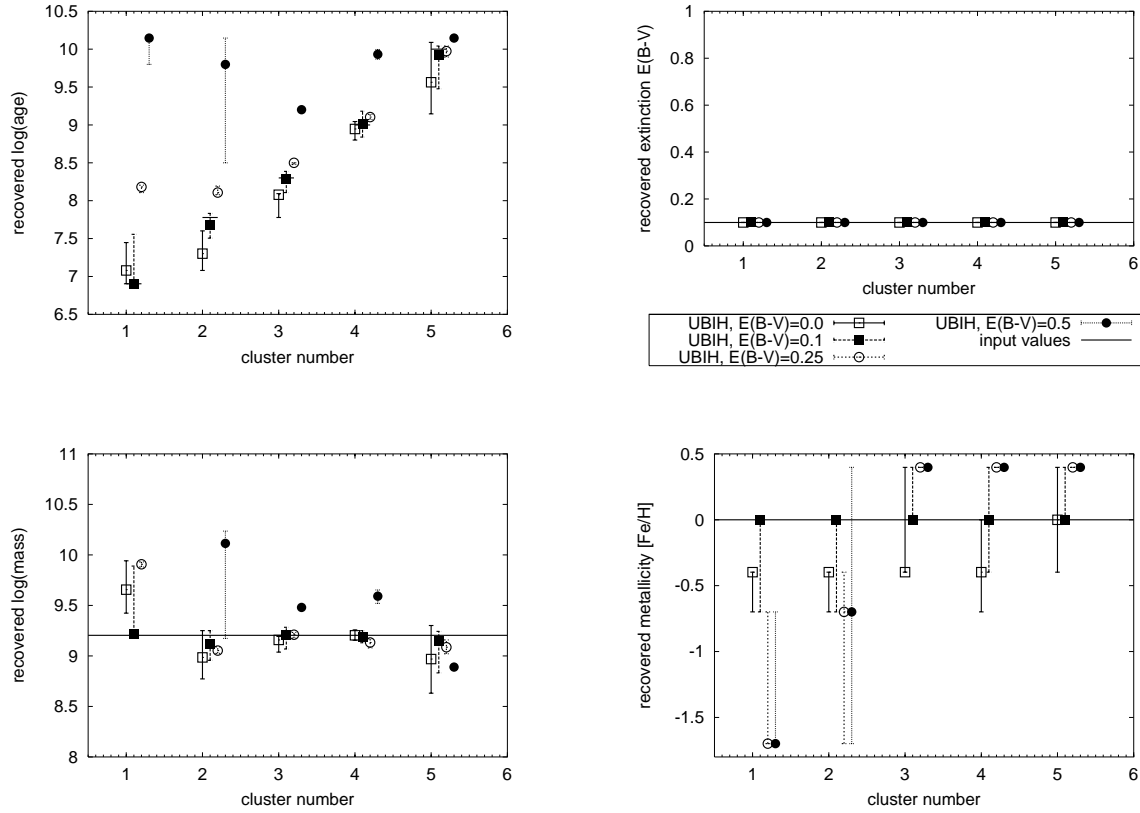 recovered log(age)
10.5
10
9.5
9
8.5
8
7.5
7
6.5
1 2 3 4 5 6
cluster number
recovered extinction E(B-V)
1
0.8
0.6
0.4
0.2
0
1 2 3 4 5 6
cluster number
UBIH, E(B-V)=0.0
UBIH, E(B-V)=0.1
UBIH, E(B-V)=0.25
UBIH, E(B-V)=0.5
input values
recovered log(mass)
11
10.5
10
9.5
9
8.5
8
1 2 3 4 5 6
cluster number
recovered metallicity [Fe/H]
0.5
0
-0.5
-1
-1.5
1 2 3 4 5 6
cluster number